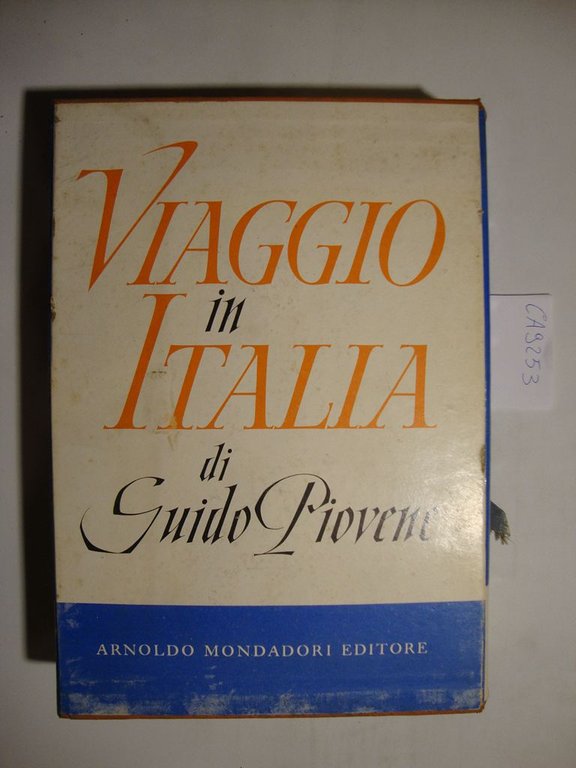 VIAGGIO
in
ITALIA
di
Guido Piovene
ARNOLDO MONDADORI EDITORE
CA9253